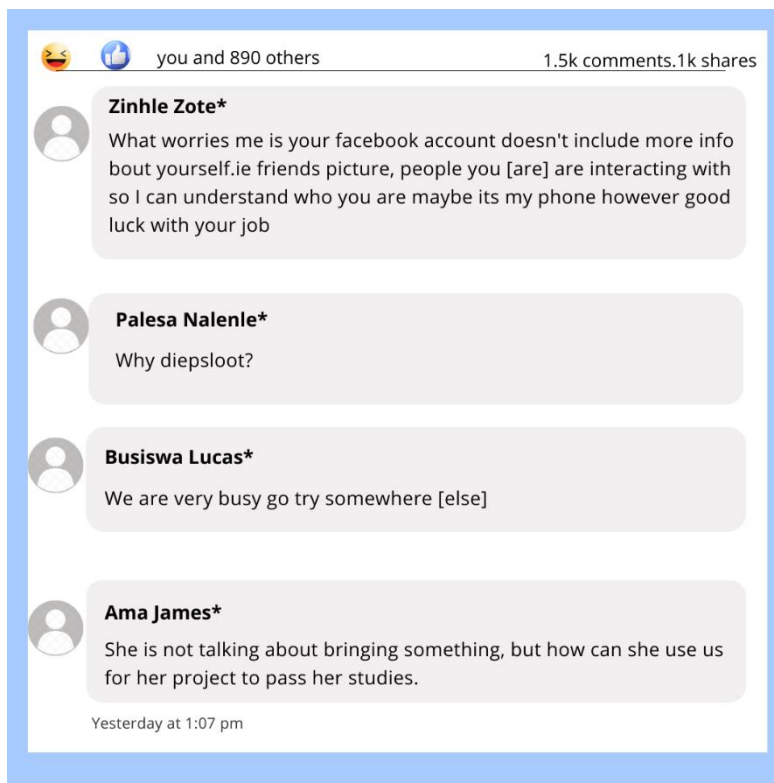 you and 890 others
1.5k comments.1k shares
Zinhle Zote*
What worries me is your facebook account doesn't include more info
bout yourself.ie friends picture, people you [are] are interacting with
so I can understand who you are maybe its my phone however good
luck with your job
Palesa Nalenle*
Why diepsloot?
Busiswa Lucas*
We are very busy go try somewhere [else]
Ama James*
She is not talking about bringing something, but how can she use us
for her project to pass her studies.
Yesterday at 1:07 pm